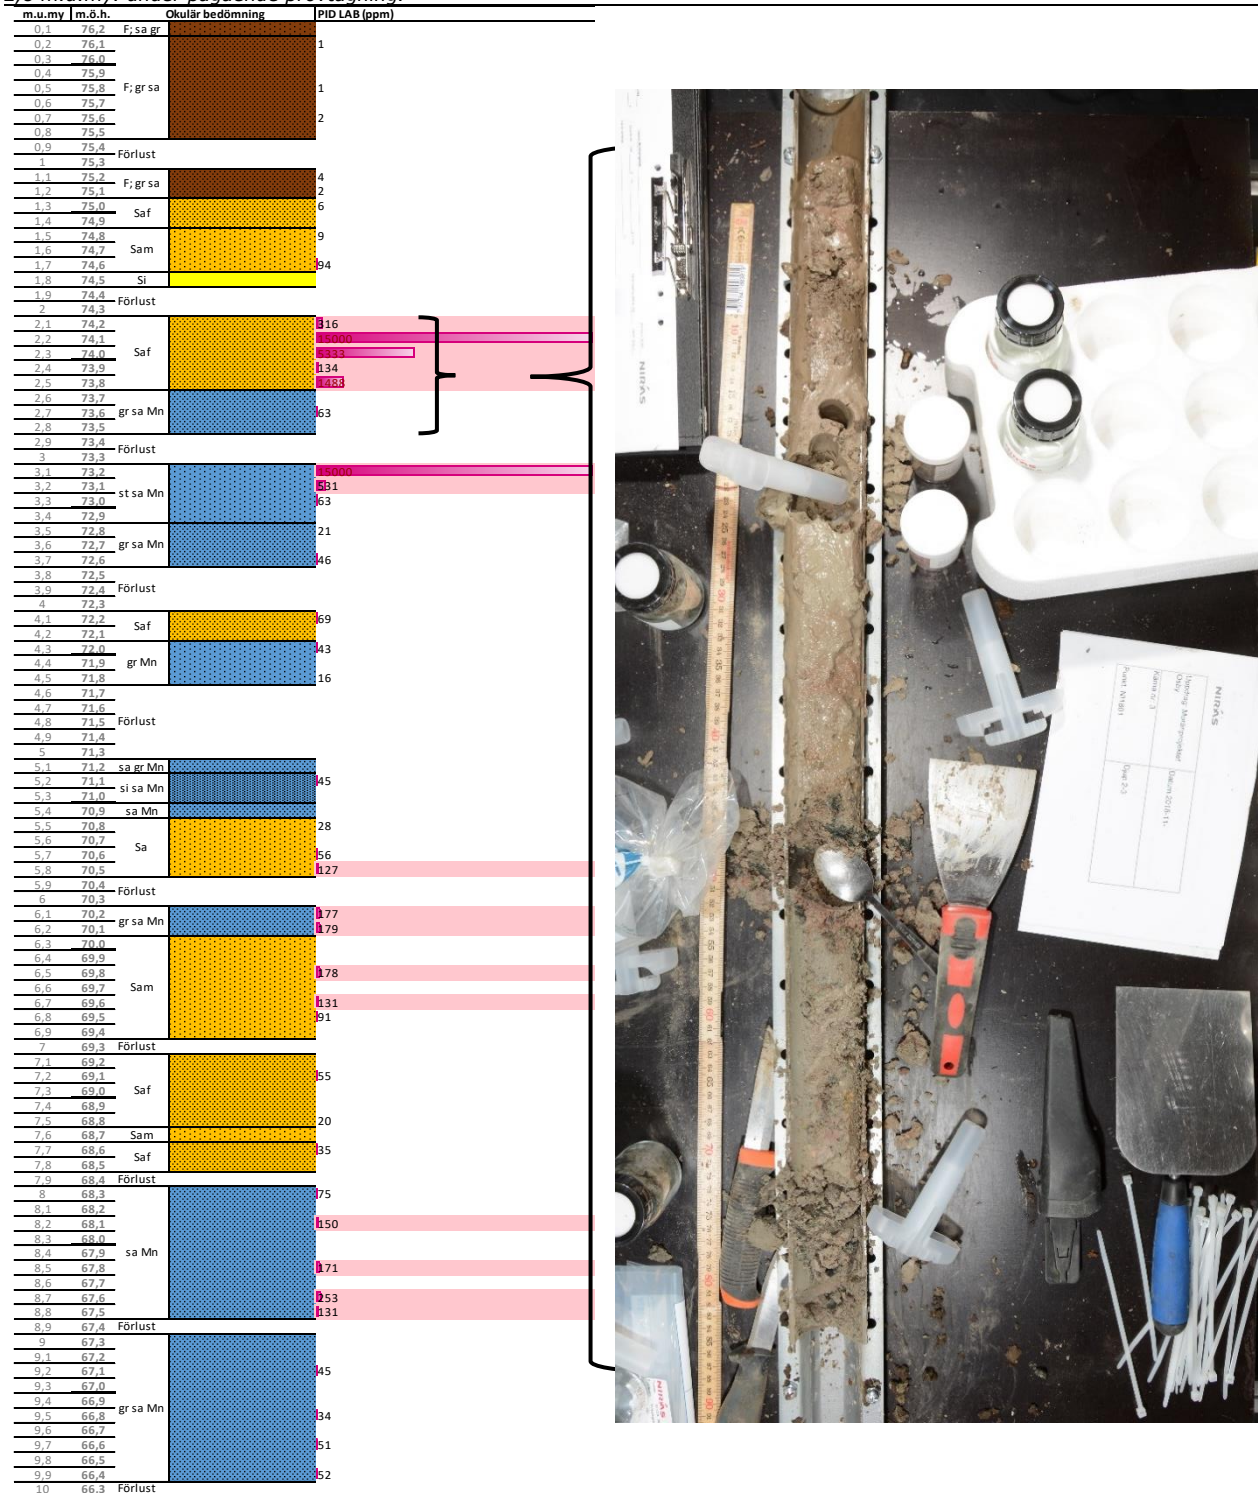 m.u.my m.ö.h. Okulär bedömning PID LAB (ppm)
0,1 76,2 F; sa gr
0,2 76,1 1
0,3 76,0
0,4 75,9
0,5 75,8 F; gr sa 1
0,6 75,7
0,7 75,6 2
0,8 75,5
0,9 75,4 Förlust
1 75,3
1,1 75,2 F; gr sa 4
1,2 75,1 2
1,3 75,0 Saf 6
1,4 74,9
1,5 74,8 9
1,6 74,7 Sam
1,7 74,6 94
1,8 74,5 Si
1,9 74,4 Förlust
2 74,3
2,1 74,2 316
2,2 74,1 15000
2,3 74,0 Saf 5333
2,4 73,9 134
2,5 73,8 1488
2,6 73,7
2,7 73,6 gr sa Mn 63
2,8 73,5
2,9 73,4 Förlust
3 73,3
3,1 73,2 15000
3,2 73,1 st sa Mn 531
3,3 73,0 63
3,4 72,9
3,5 72,8 21
3,6 72,7 gr sa Mn
3,7 72,6 46
3,8 72,5
3,9 72,4 Förlust
4 72,3
4,1 72,2 Saf 69
4,2 72,1
4,3 72,0 43
4,4 71,9 gr Mn
4,5 71,8 16
4,6 71,7
4,7 71,6
4,8 71,5 Förlust
4,9 71,4
5 71,3
5,1 71,2 sa gr Mn
5,2 71,1 si sa Mn 45
5,3 71,0
5,4 70,9 sa Mn
5,5 70,8 28
5,6 70,7 Sa
5,7 70,6 56
5,8 70,5 127
5,9 70,4 Förlust
6 70,3
6,1 70,2 gr sa Mn 177
6,2 70,1 179
6,3 70,0
6,4 69,9
6,5 69,8 178
6,6 69,7 Sam
6,7 69,6 131
6,8 69,5 91
6,9 69,4
7 69,3 Förlust
7,1 69,2
7,2 69,1 55
7,3 69,0 Saf
7,4 68,9
7,5 68,8 20
7,6 68,7 Sam
7,7 68,6 Saf 35
7,8 68,5
7,9 68,4 Förlust
8 68,3 75
8,1 68,2
8,2 68,1 150
8,3 68,0
8,4 67,9 sa Mn
8,5 67,8 171
8,6 67,7
8,7 67,6 253
8,8 67,5 131
8,9 67,4 Förlust
9 67,3
9,1 67,2
9,2 67,1 45
9,3 67,0
9,4 66,9 gr sa Mn
9,5 66,8 34
9,6 66,7
9,7 66,6 51
9,8 66,5
9,9 66,4 52
10 66,3 Förlust
NIRÁS
NIRÁS
Kärna nr: 3
Djup: 2-3
NIRÁS